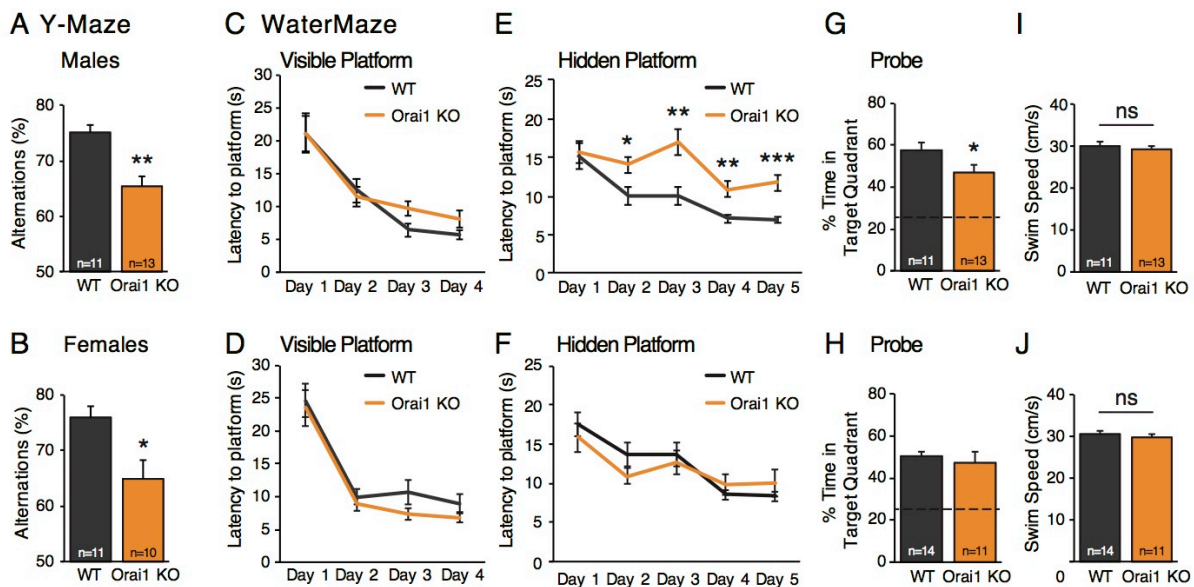 A Y-Maze
Males
Alternations (%)
80
75
70
65
60
55
50
**
n=11
n=13
WT Orai1 KO
C WaterMaze
Visible Platform
Latency to platform (s)
30
25
20
15
10
5
0
WT
Orai1 KO
Day 1 Day 2 Day 3 Day 4
E
Hidden Platform
Latency to platform (s)
25
20
15
10
5
0
WT
Orai1 KO
*
**
**
***
Day 1 Day 2 Day 3 Day 4 Day 5
G
Probe
% Time in
Target Quadrant
80
60
40
20
0
*
n=11
n=13
WT Orai1 KO
I
Swim Speed (cm/s)
40
30
20
10
0
ns
n=11
n=13
WT Orai1 KO
B Females
Alternations (%)
80
70
60
50
*
n=11
n=10
WT Orai1 KO
D
Visible Platform
Latency to platform (s)
30
25
20
15
10
5
0
WT
Orai1 KO
Day 1 Day 2 Day 3 Day 4
F
Hidden Platform
Latency to platform (s)
25
20
15
10
5
0
WT
Orai1 KO
Day 1 Day 2 Day 3 Day 4 Day 5
H
Probe
% Time in
Target Quadrant
80
60
40
20
0
n=14
n=11
WT Orai1 KO
J
Swim Speed (cm/s)
40
30
20
10
0
0
ns
n=14
n=11
WT Orai1 KO